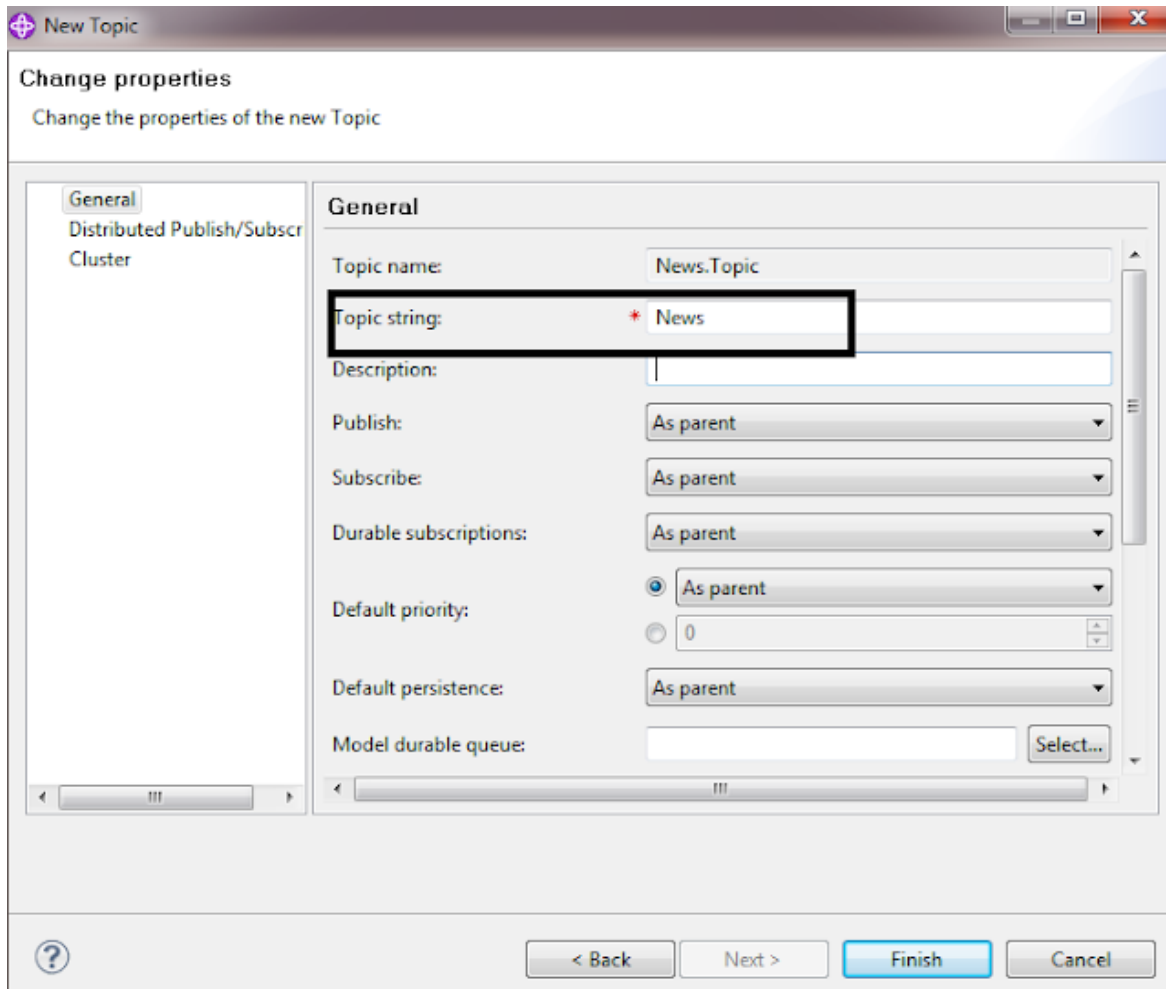 New Topic
Change properties
Change the properties of the new Topic
General
Distributed Publish/Subscr
Cluster
General
Topic name: News.Topic
Topic string: * News
Description:
Publish: As parent
Subscribe: As parent
Durable subscriptions: As parent
Default priority: As parent
0
Default persistence: As parent
Model durable queue: Select...
? < Back Next > Finish Cancel